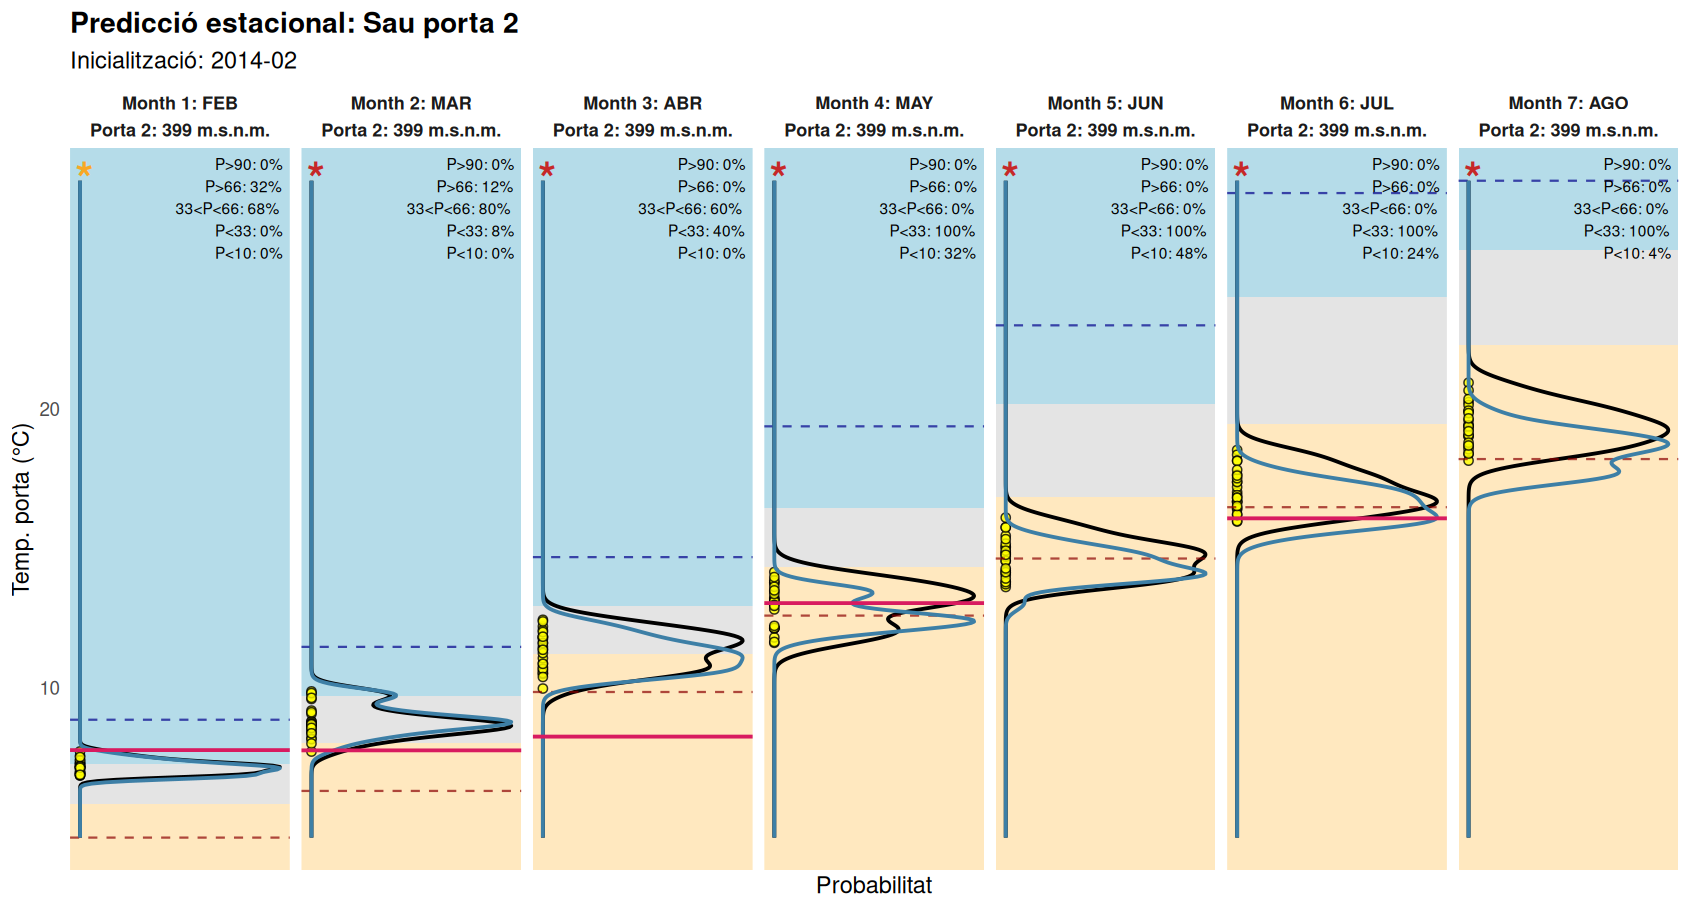 Predicció estacional: Sau porta 2
Inicialització: 2014-02
Month 1: FEB
Porta 2: 399 m.s.n.m.
Month 2: MAR
Porta 2: 399 m.s.n.m.
Month 3: ABR
Porta 2: 399 m.s.n.m.
Month 4: MAY
Porta 2: 399 m.s.n.m.
Month 5: JUN
Porta 2: 399 m.s.n.m.
Month 6: JUL
Porta 2: 399 m.s.n.m.
Month 7: AGO
Porta 2: 399 m.s.n.m.
*
P>90: 0%
P>66: 32%
33<P<66: 68%
P<33: 0%
P<10: 0%
*
P>90: 0%
P>66: 12%
33<P<66: 80%
P<33: 8%
P<10: 0%
*
P>90: 0%
P>66: 0%
33<P<66: 60%
P<33: 40%
P<10: 0%
*
P>90: 0%
P>66: 0%
33<P<66: 0%
P<33: 100%
P<10: 32%
*
P>90: 0%
P>66: 0%
33<P<66: 0%
P<33: 100%
P<10: 48%
*
P>90: 0%
P>66: 0%
33<P<66: 0%
P<33: 100%
P<10: 24%
*
P>90: 0%
P>66: 0%
33<P<66: 0%
P<33: 100%
P<10: 4%
20
10
Temp. porta (°C)
Probabilitat